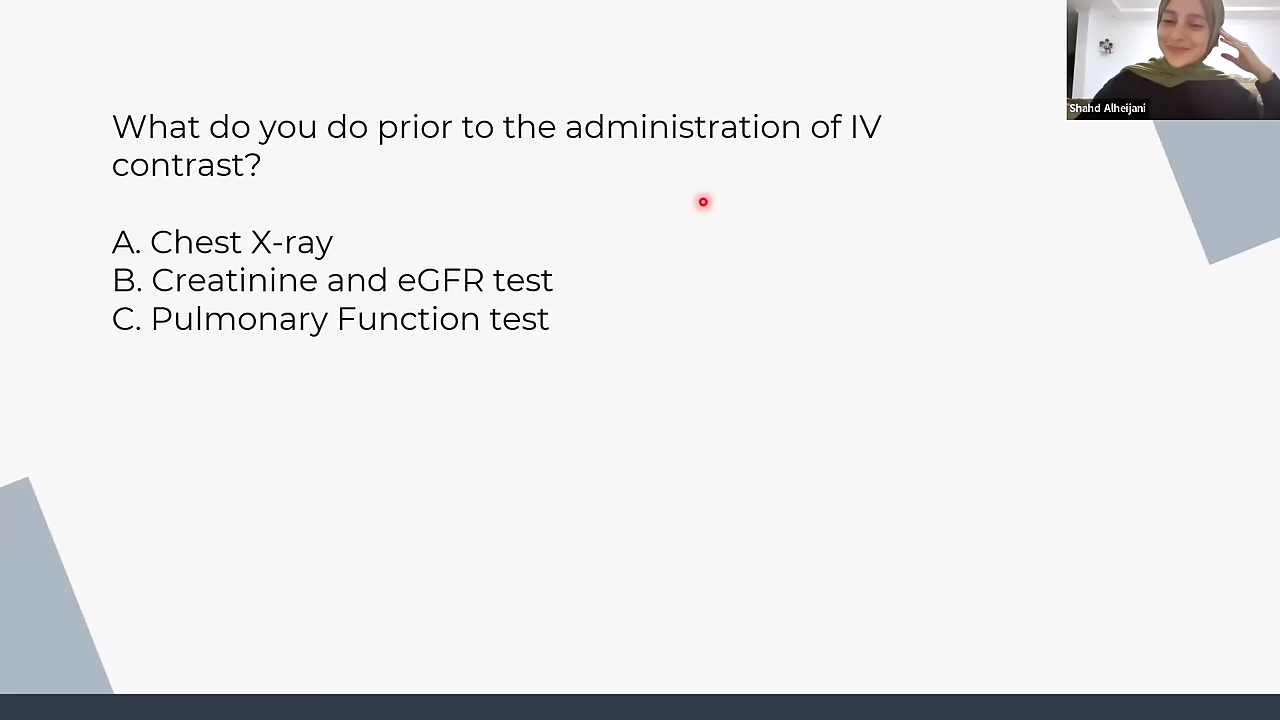 What do you do prior to the administration of IV
contrast?
A. Chest X-ray
B. Creatinine and eGFR test
C. Pulmonary Function test
Shahd Alheijani